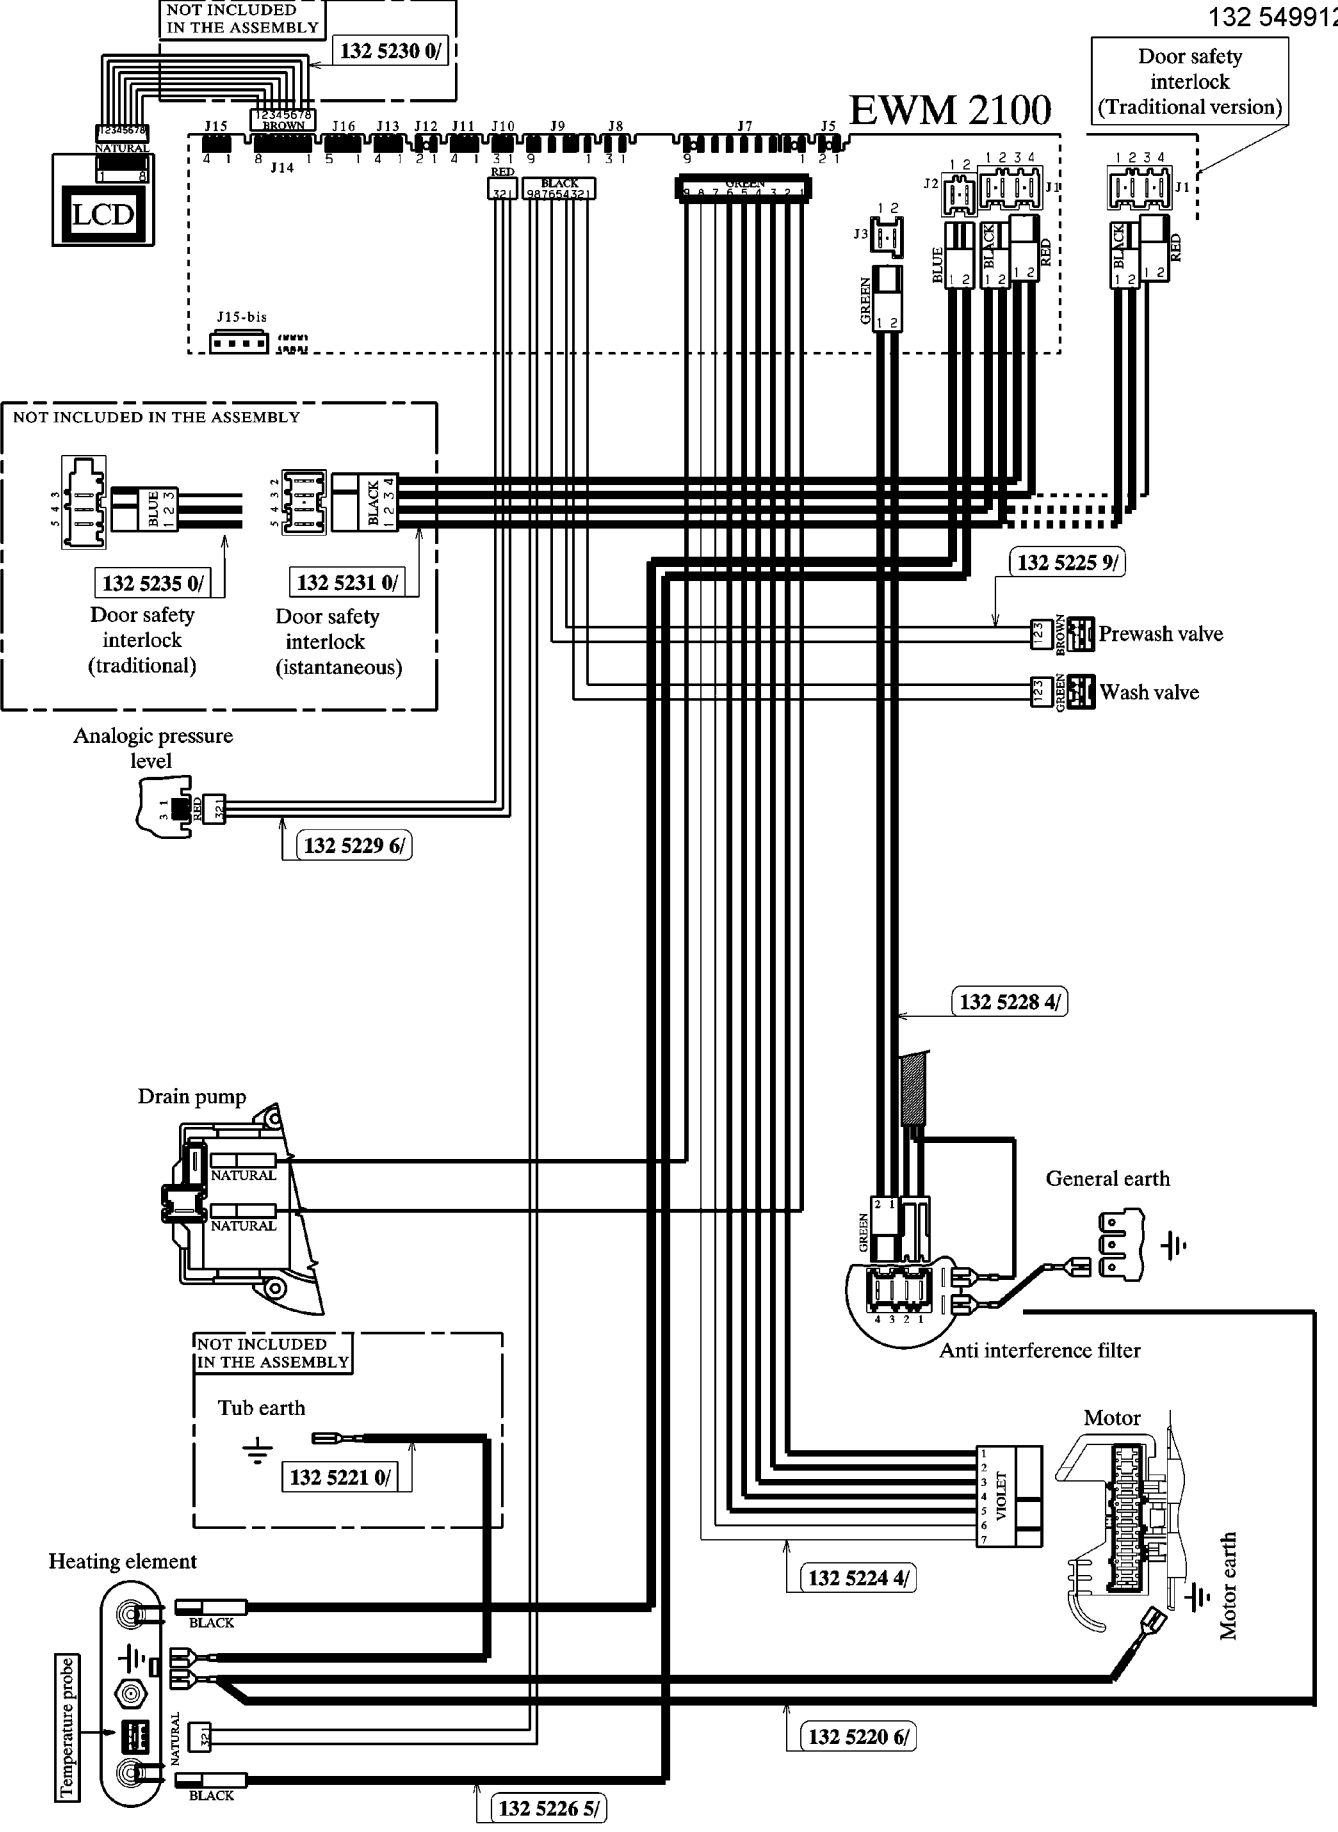 NOT INCLUDED
IN THE ASSEMBLY
132 5230 0/
132 549912
Door safety
interlock
(Traditional version)
EWM 2100
12345678
12345678
BROWN
NATURAL
1 8
LCD
J15
4 1
8 1
J14
J16
5 1
J13
4 1
J12
2 1
J11
4 1
J10
3 1
J9
9 1
J8
3 1
J7
9 1
J5
2 1
RED
321
BLACK
987654321
GREEN
9 8 7 6 5 4 3 2 1
J3
1 2
GREEN
1 2
J2
1 2
BLUE
1 2
1 2 3 4
J1
BLACK
1 2
RED
1 2
1 2 3 4
J1
BLACK
1 2
RED
1 2
J15-bis
NOT INCLUDED IN THE ASSEMBLY
5 4 3
BLUE
1 2 3
5 4 3 2
BLACK
1 2 3 4
132 5235 0/
132 5231 0/
Door safety
interlock
(traditional)
Door safety
interlock
(istantaneous)
132 5225 9/
123
BROWN
Prewash valve
123
GREEN
Wash valve
Analogic pressure
level
3 1
RED
321
132 5229 6/
132 5228 4/
Drain pump
NATURAL
NATURAL
General earth
2 1
GREEN
4 3 2 1
Anti interference filter
NOT INCLUDED
IN THE ASSEMBLY
Tub earth
132 5221 0/
Motor
1
2
3
4
5
6
7
VIOLET
Motor earth
132 5224 4/
Heating element
BLACK
Temperature probe
NATURAL
321
BLACK
132 5220 6/
132 5226 5/